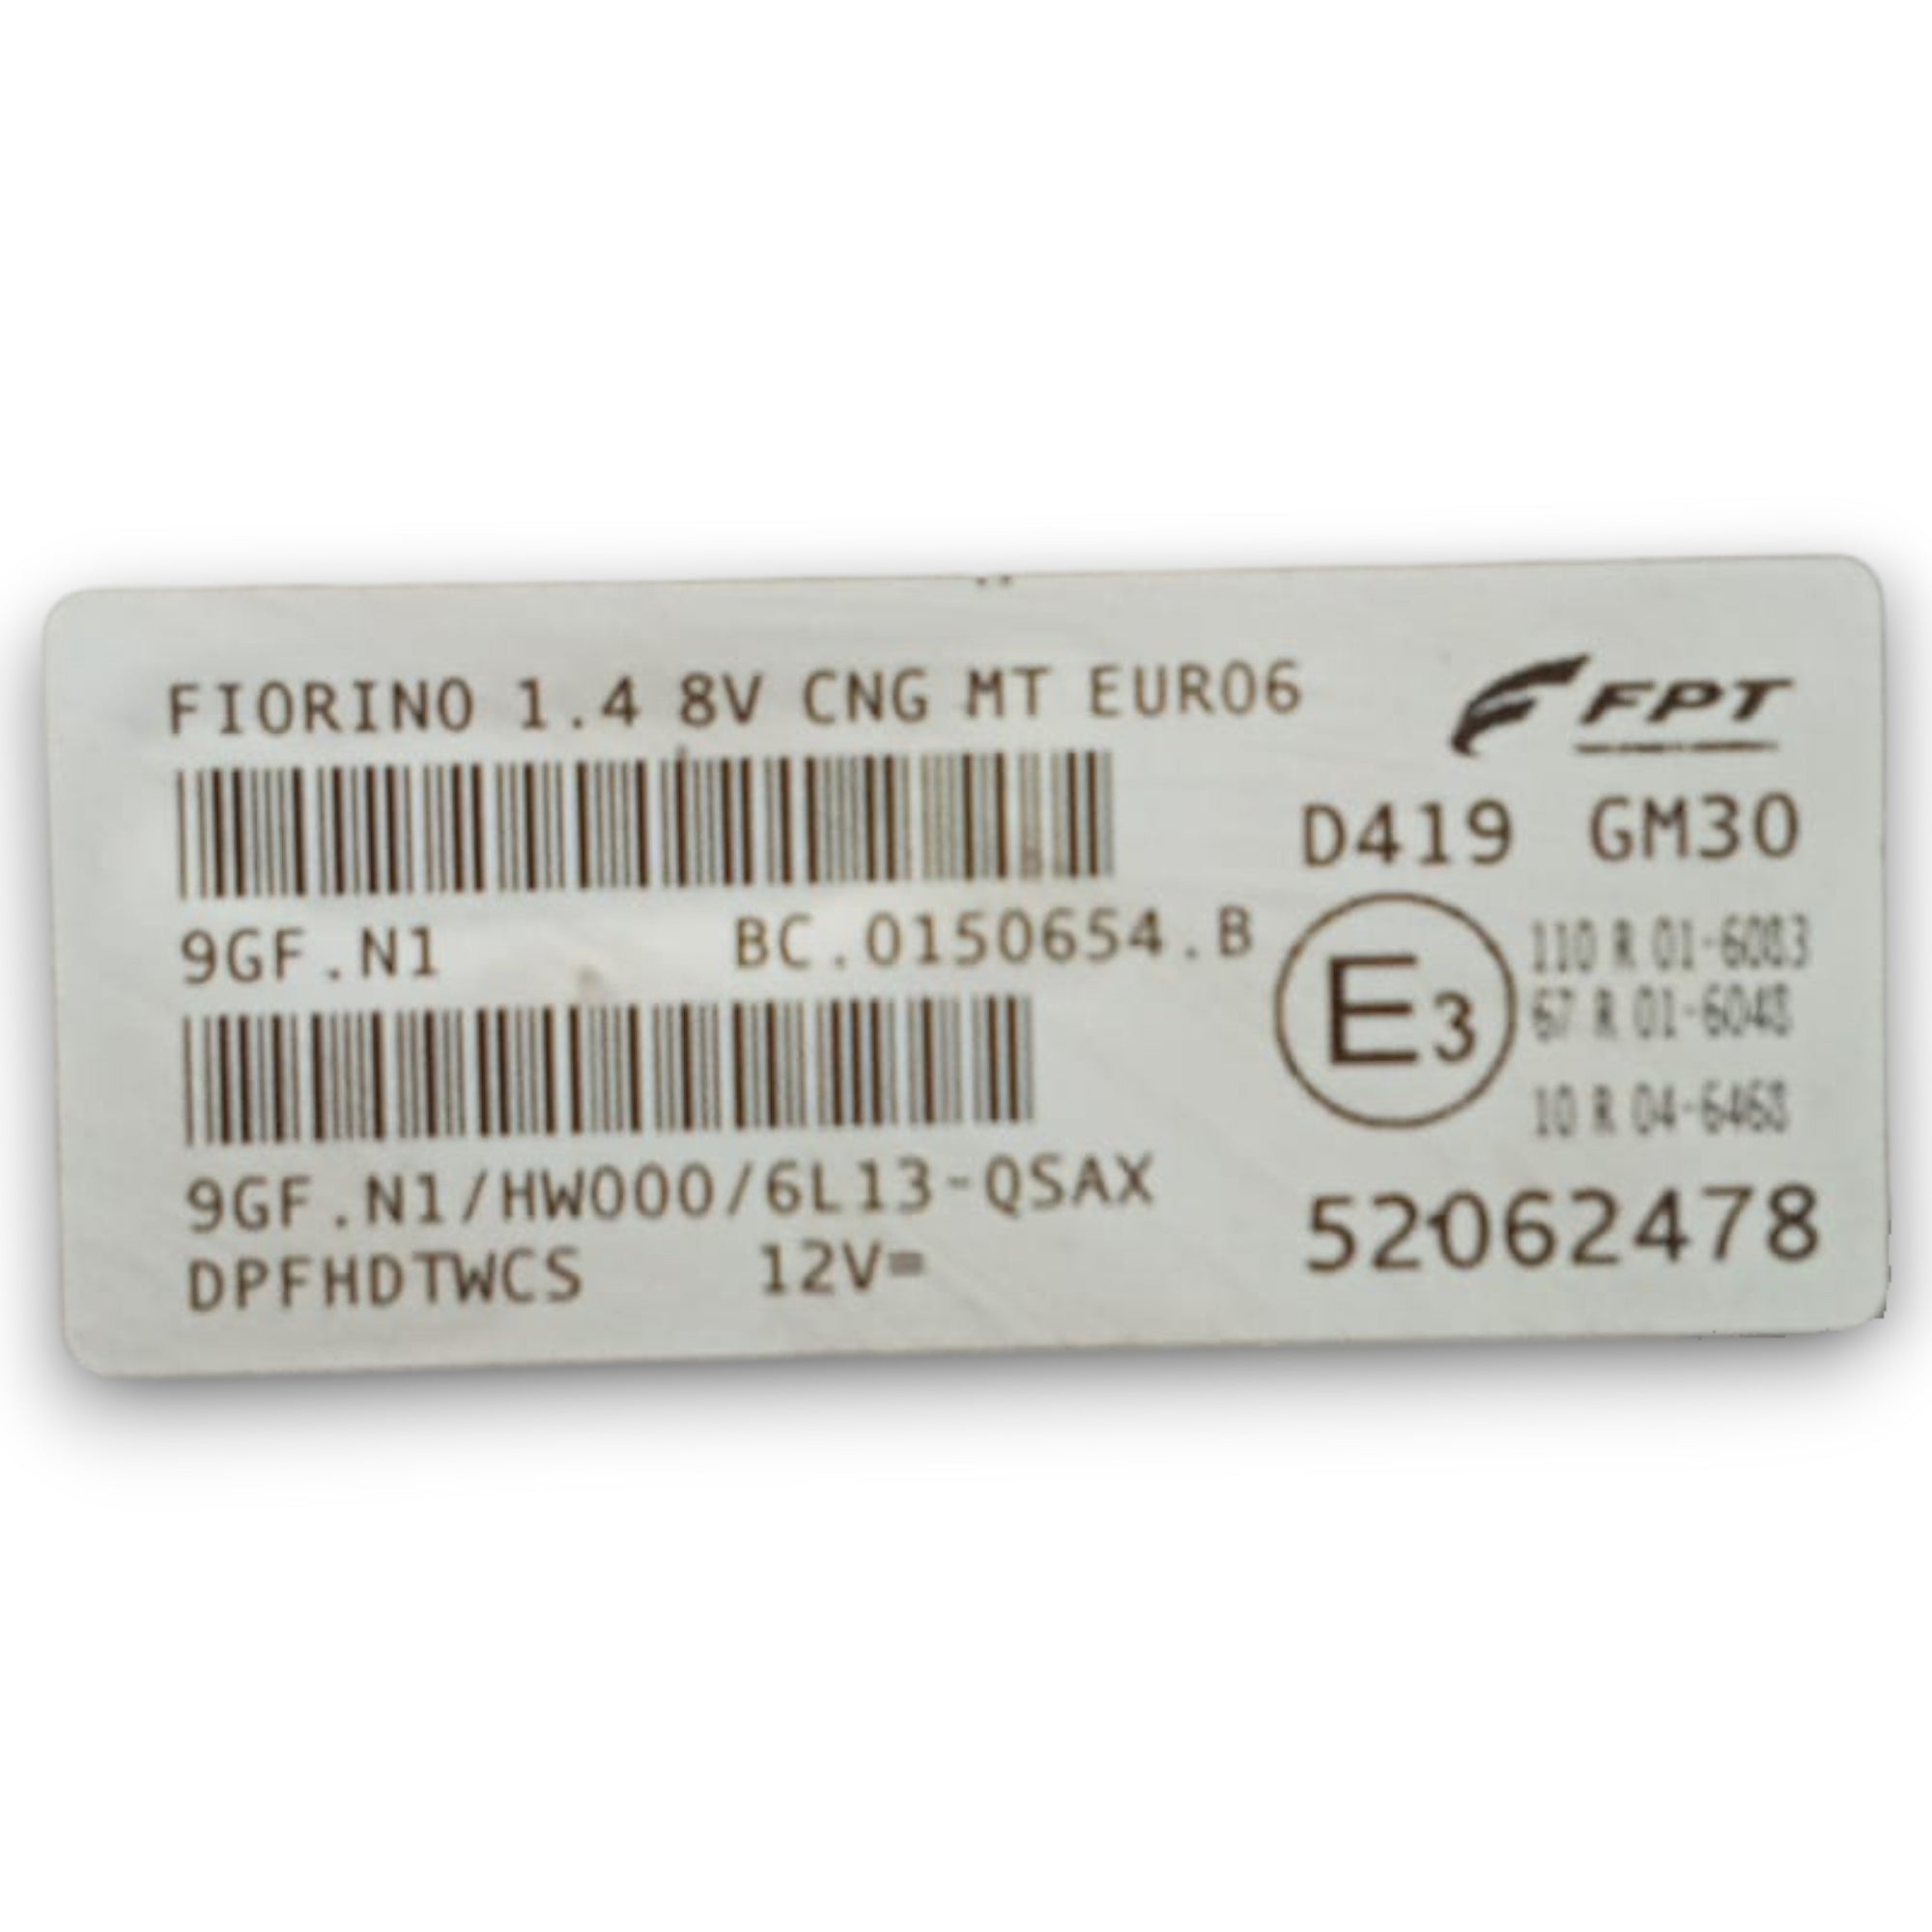 FIORINO 1.4 8V CNG MT EURO6
FPT
D419 GM30
9GF.N1 BC.0150654.B
E3
110 R 01-6083
67 R 01-6048
10 R 04-6468
9GF.N1/HW000/6L13-QSAX
DPFHDTWCS 12V=
52062478